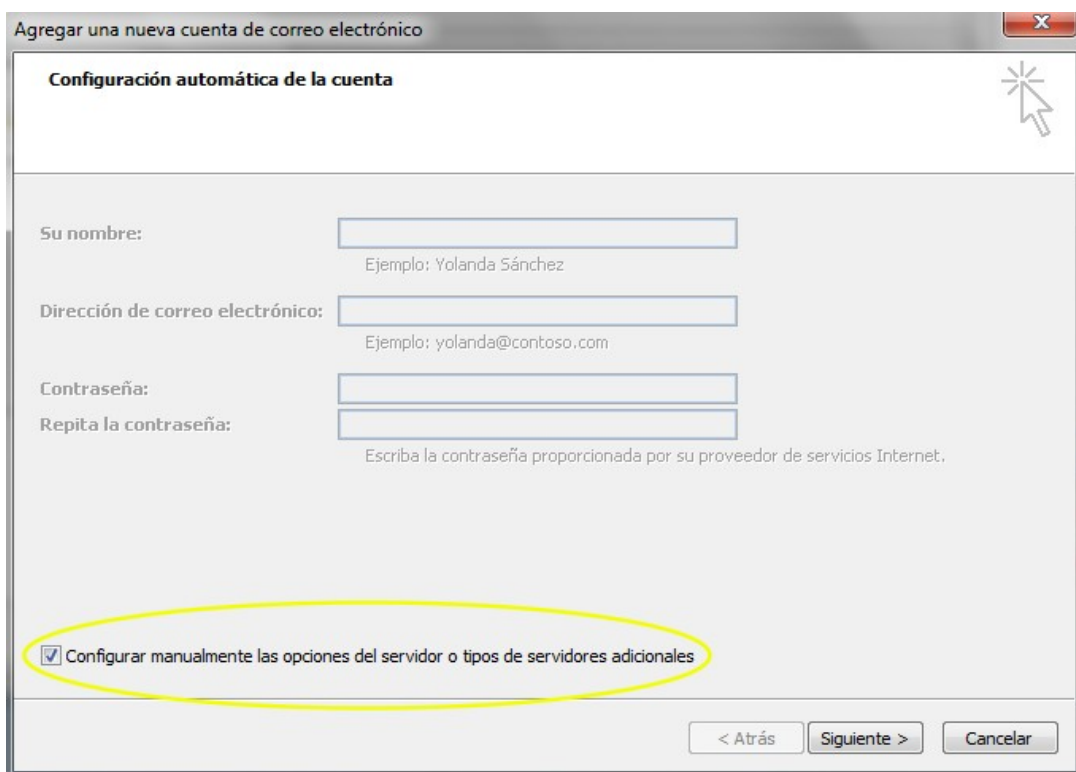 Agregar una nueva cuenta de correo electrónico
X
Configuración automática de la cuenta
Su nombre:
Ejemplo: Yolanda Sánchez
Dirección de correo electrónico:
Ejemplo: yolanda@contoso.com
Contraseña:
Repita la contraseña:
Escriba la contraseña proporcionada por su proveedor de servicios Internet.
Configurar manualmente las opciones del servidor o tipos de servidores adicionales
< Atrás Siguiente > Cancelar